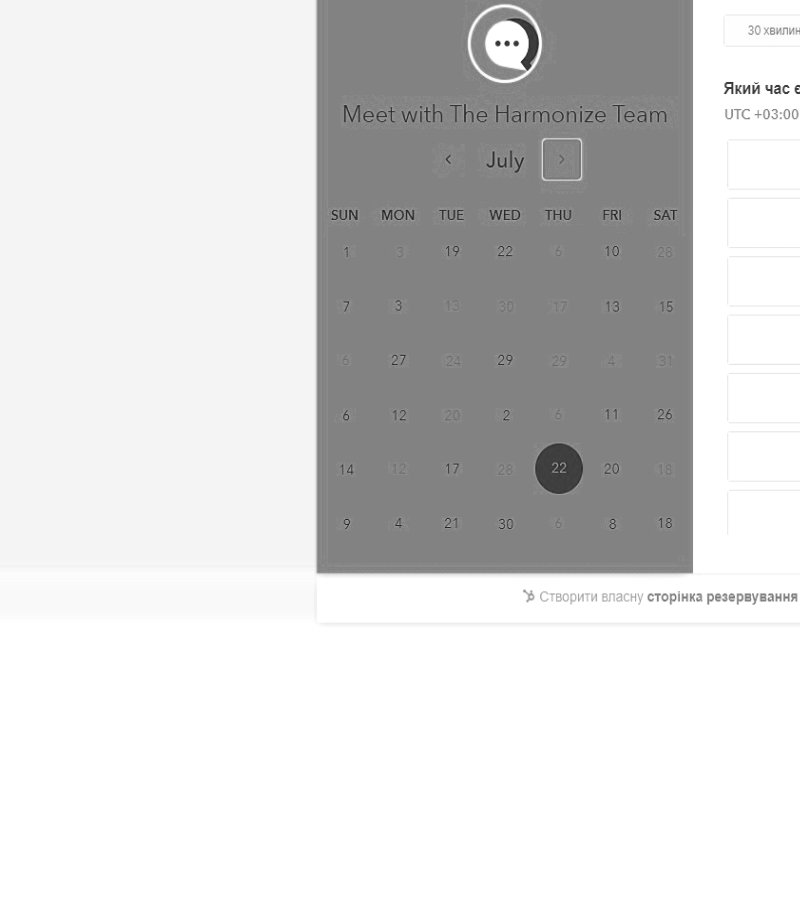 30 хвилин
Meet with The Harmonize Team
Який час є
UTC +03:00
July
SUN MON TUE WED THU FRI SAT
1 3 19 22 6 10 28
7 3 13 30 17 13 15
6 27 24 29 29 4 31
6 12 20 2 6 11 26
14 12 17 28 22 20 18
9 4 21 30 6 8 18
Створити власну сторінка резервування